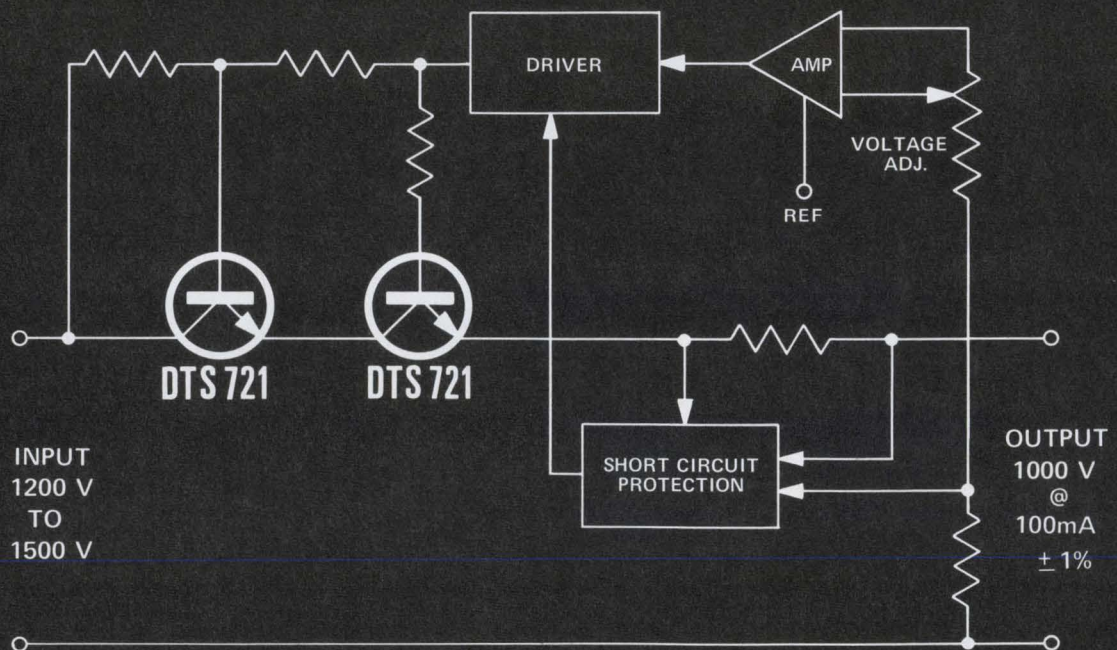 DRIVER
AMP
VOLTAGE
ADJ.
REF
DTS 721
DTS 721
INPUT
1200 V
TO
1500 V
SHORT CIRCUIT
PROTECTION
OUTPUT
1000 V
@
100mA
± 1%